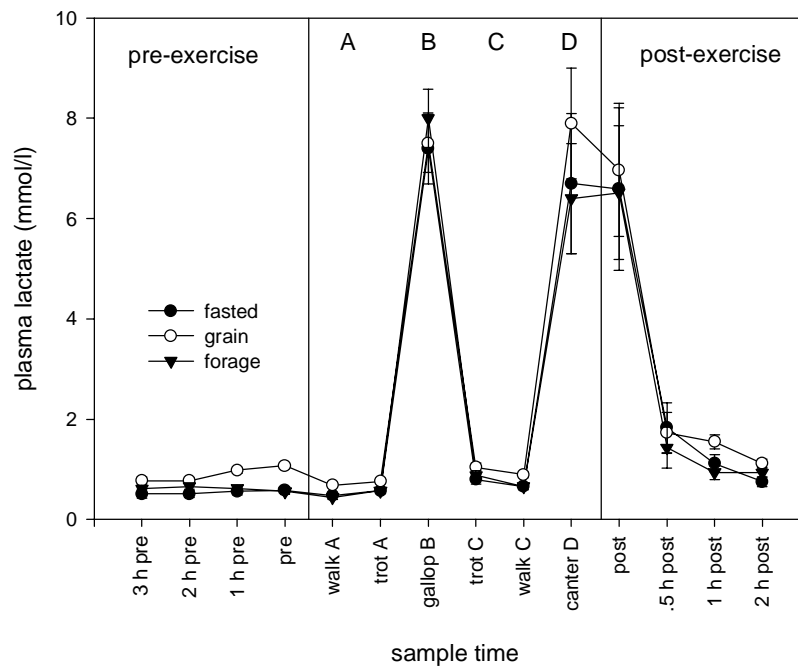 10
8
6
4
2
0
plasma lactate (mmol/l)
pre-exercise
A B C D
post-exercise
fasted
grain
forage
3 h pre
2 h pre
1 h pre
pre
walk A
trot A
gallop B
trot C
walk C
canter D
post
.5h post
1 h post
2 h post
sample time